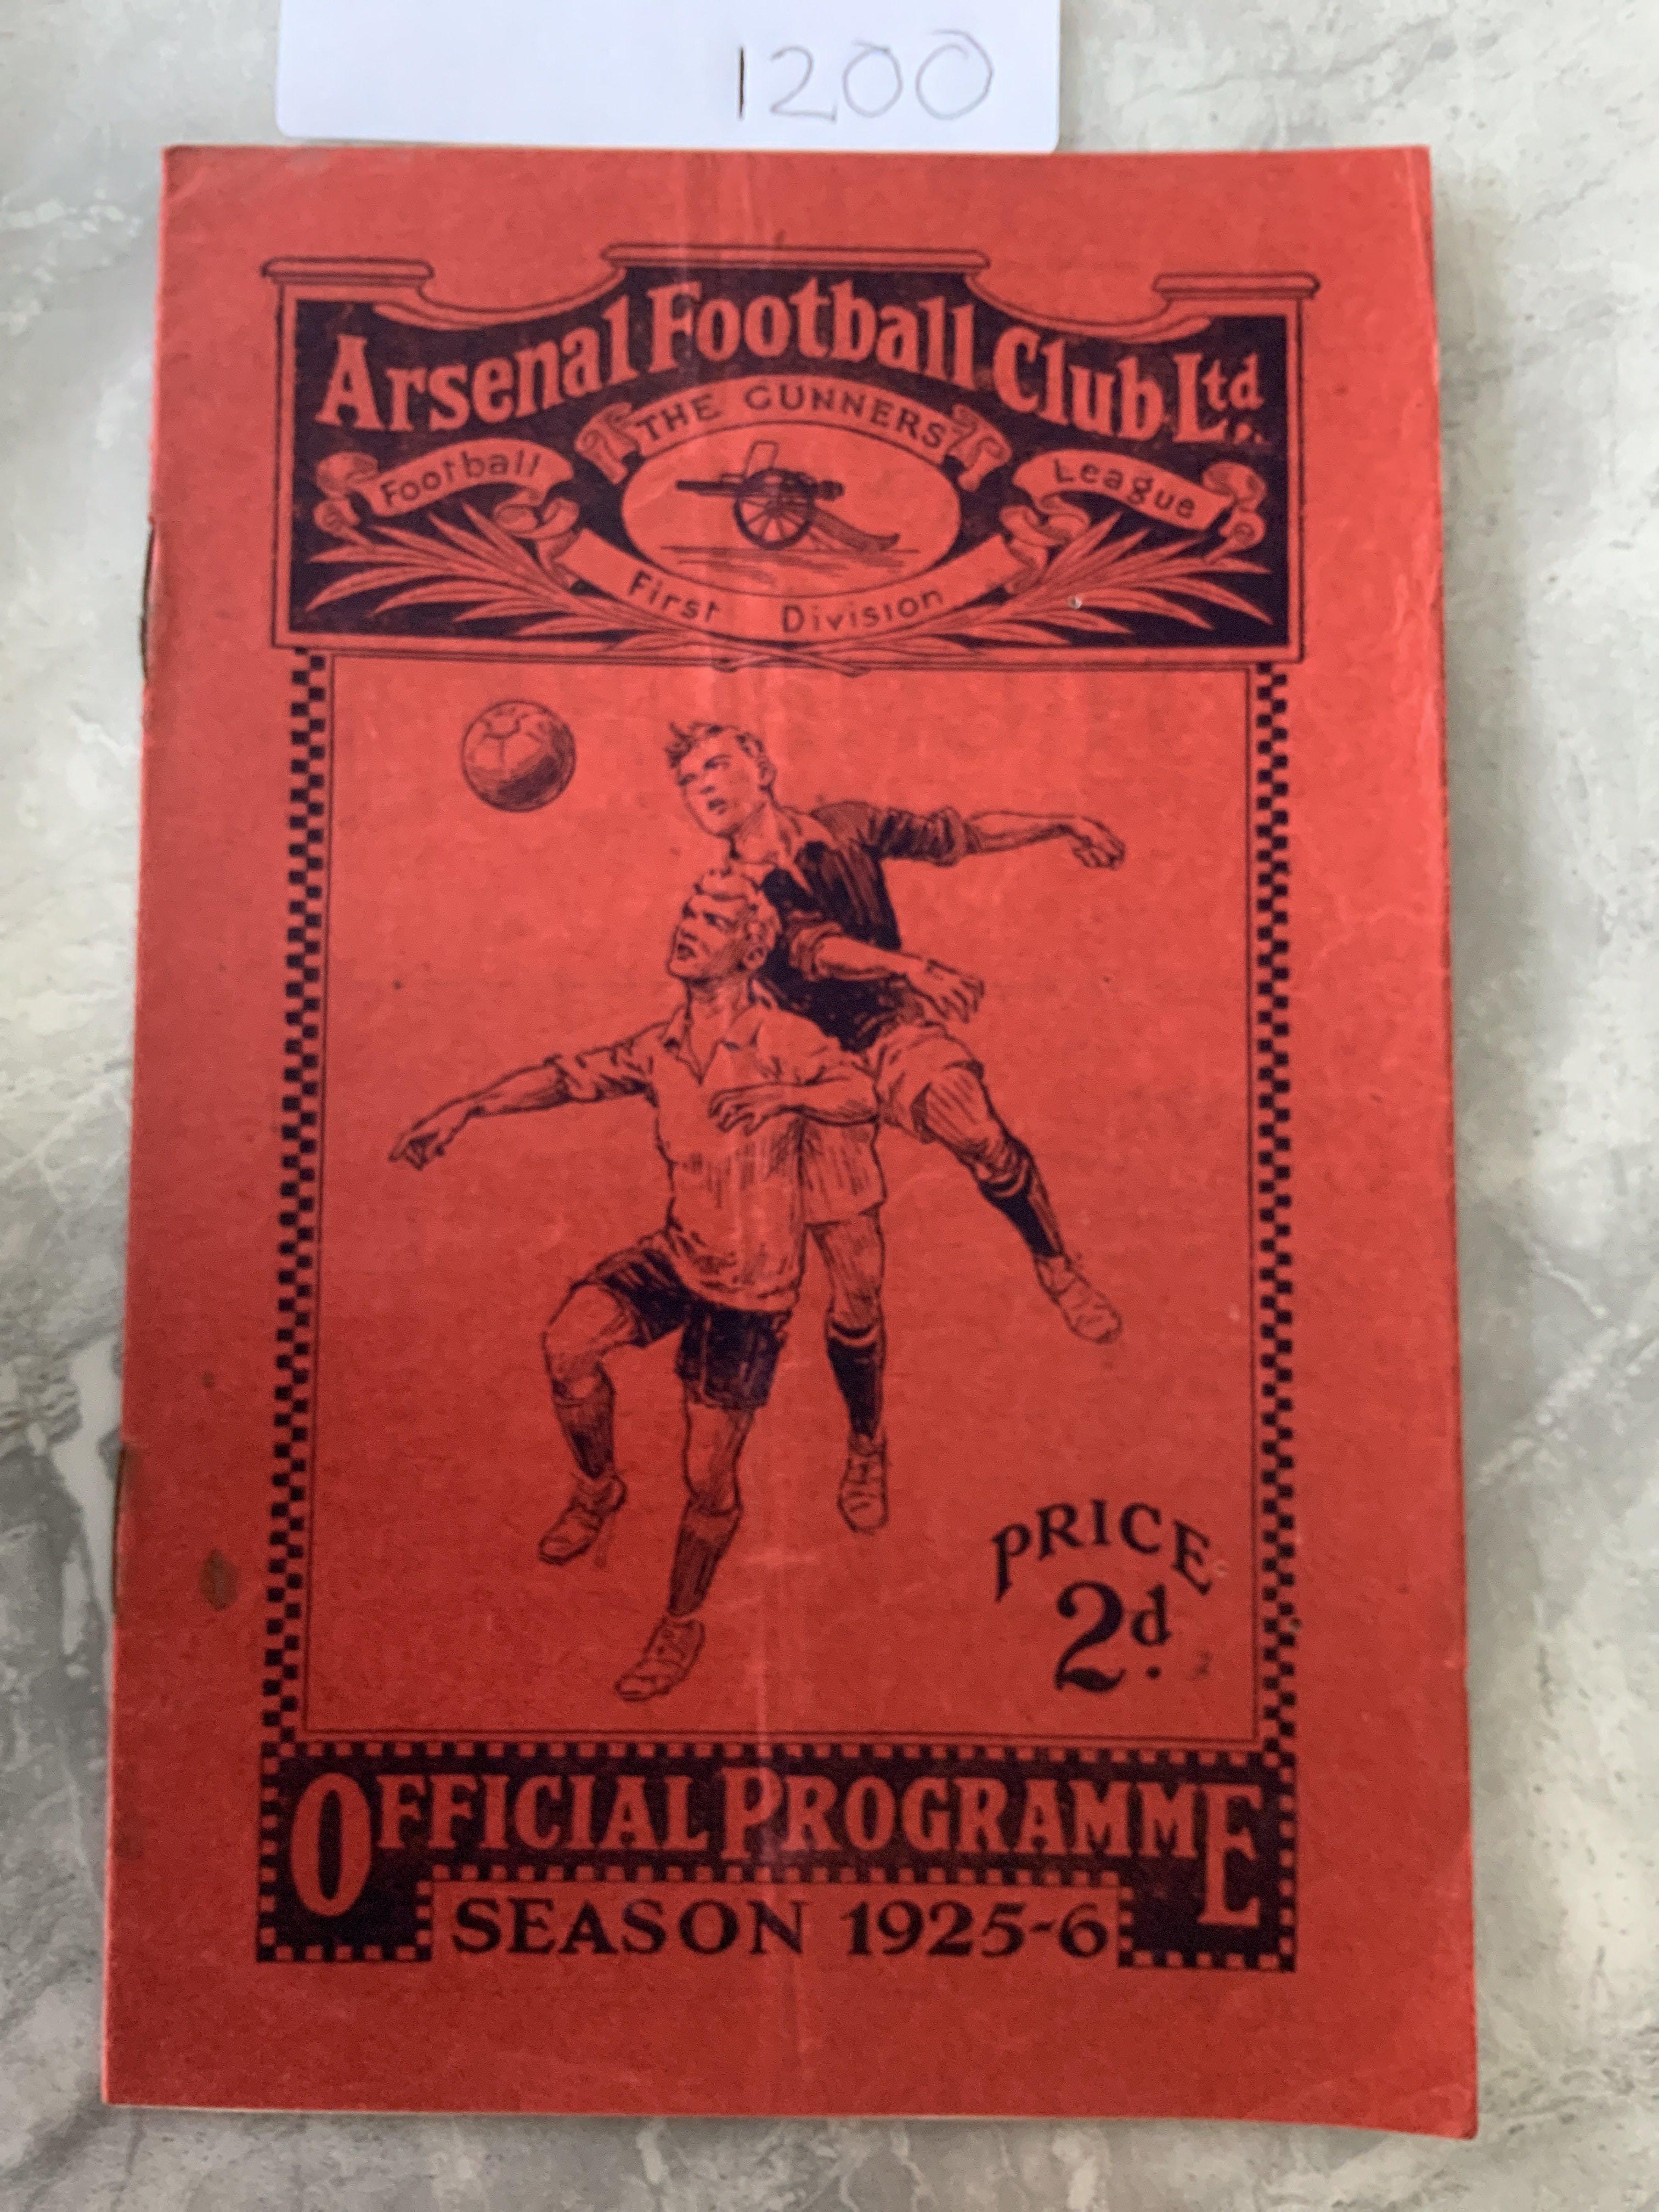 1200
Arsenal Football Club Ltd.
THE GUNNERS
Football League
First Division
PRICE
2d.
OFFICIAL PROGRAMME
SEASON 1925-6